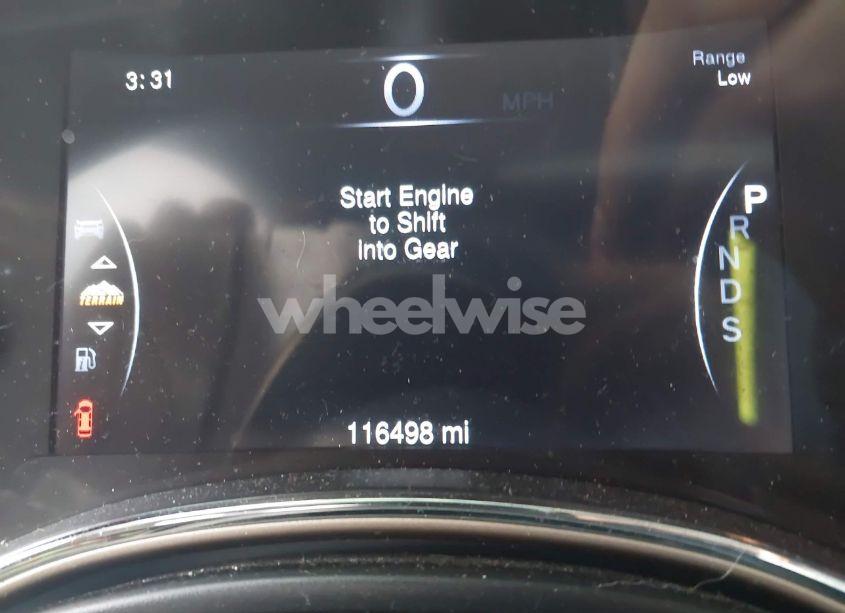 3:31
0
MPH
Range
Low
Start Engine
to Shift
into Gear
P
R
N
D
S
TERRAIN
wheelwise
116498 mi